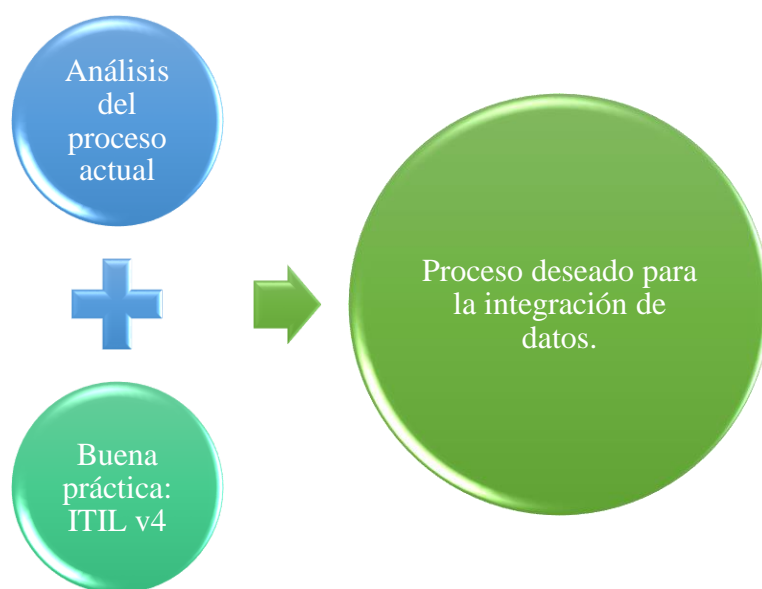 Análisis
del
proceso
actual
Buena
práctica:
ITIL v4
Proceso deseado para
la integración de
datos.